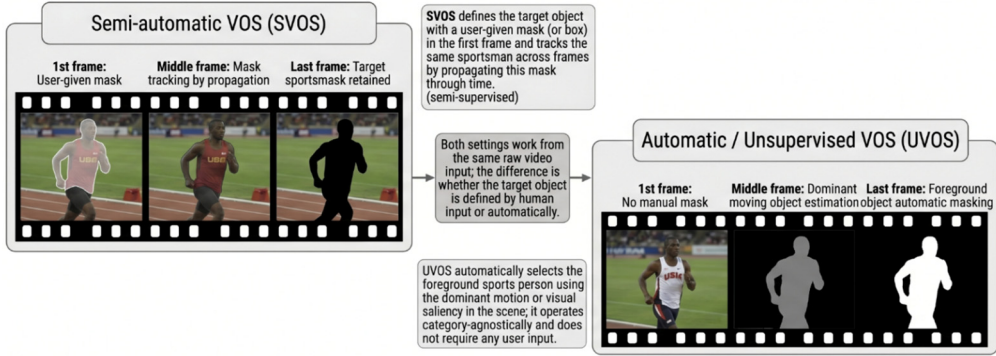 Semi-automatic VOS (SVOS)
1st frame:
User-given mask
Middle frame: Mask
tracking by propagation
Last frame: Target
sportsmask retained
SVOS defines the target object
with a user-given mask (or box)
in the first frame and tracks the
same sportsman across frames
by propagating this mask
through time.
(semi-supervised)
Both settings work from
the same raw video
input; the difference is
whether the target object
is defined by human
input or automatically.
UVOS automatically selects the
foreground sports person using
the dominant motion or visual
saliency in the scene; it operates
category-agnostically and does
not require any user input.
Automatic / Unsupervised VOS (UVOS)
1st frame:
No manual mask
Middle frame: Dominant
moving object estimation
Last frame: Foreground
object automatic masking